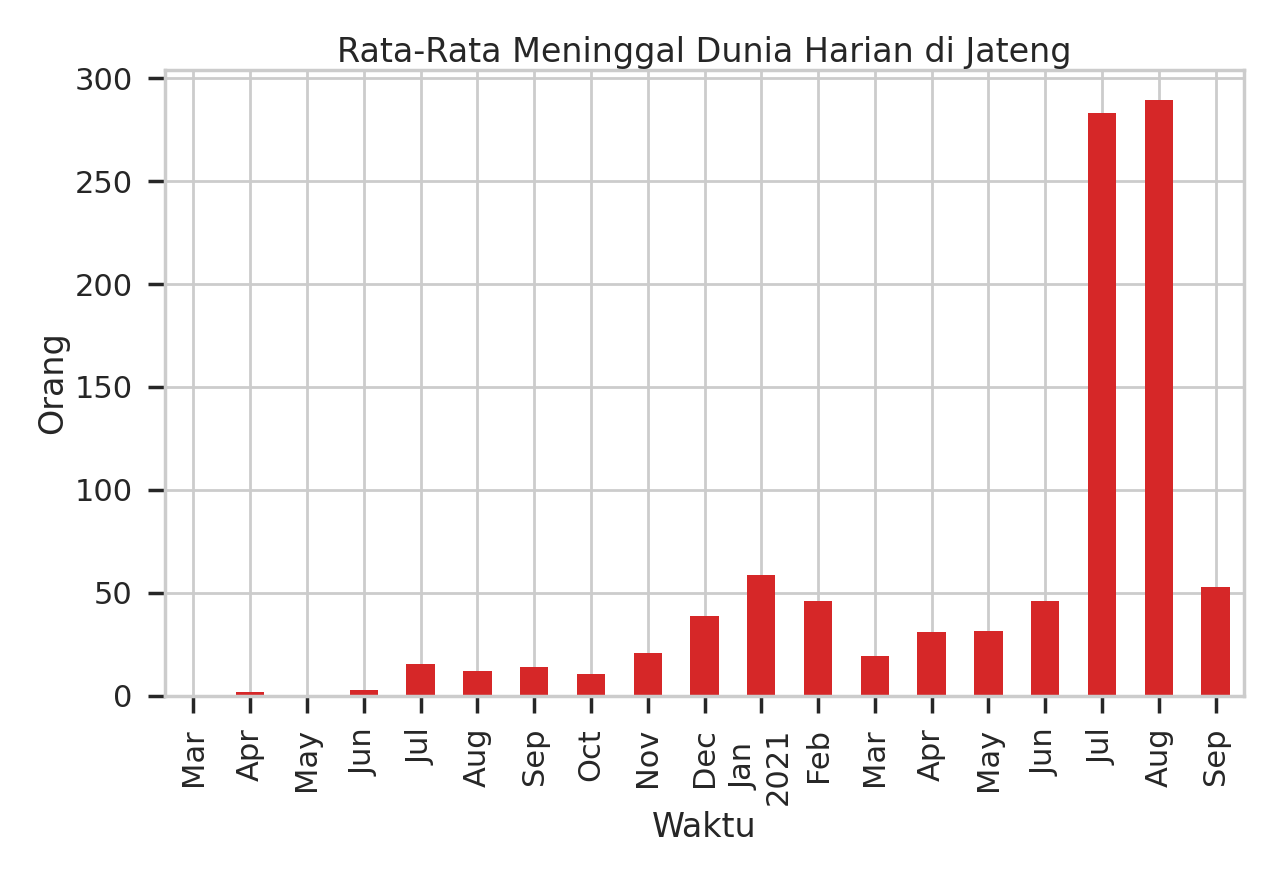 Rata-Rata Meninggal Dunia Harian di Jateng
Orang
300
250
200
150
100
50
0
Mar
Apr
May
Jun
Jul
Aug
Sep
Oct
Nov
Dec
Jan
2021
Feb
Mar
Apr
May
Jun
Jul
Aug
Sep
Waktu